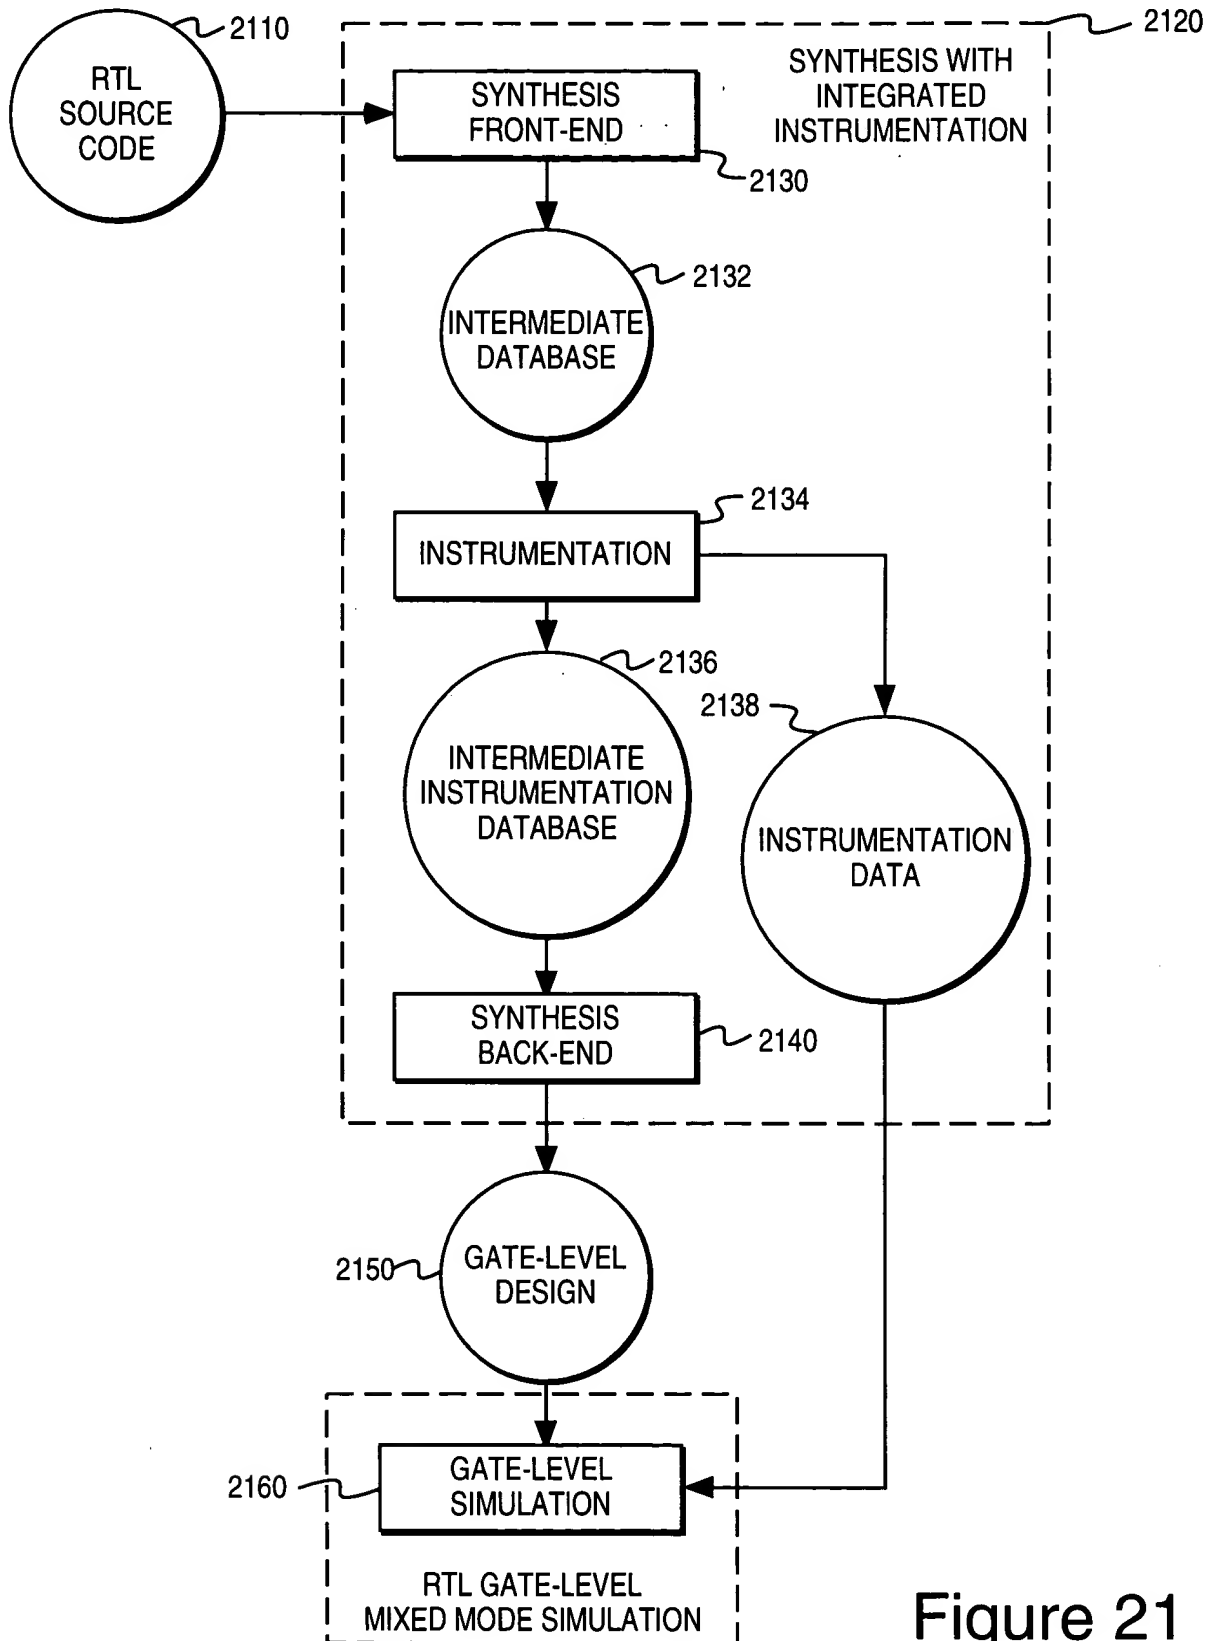 2110
2120
RTL
SOURCE
CODE
SYNTHESIS WITH
INTEGRATED
INSTRUMENTATION
SYNTHESIS
FRONT-END
2130
2132
INTERMEDIATE
DATABASE
2134
INSTRUMENTATION
2136
2138
INTERMEDIATE
INSTRUMENTATION
DATABASE
INSTRUMENTATION
DATA
SYNTHESIS
BACK-END
2140
2150
GATE-LEVEL
DESIGN
2160
GATE-LEVEL
SIMULATION
RTL GATE-LEVEL
MIXED MODE SIMULATION
Figure 21